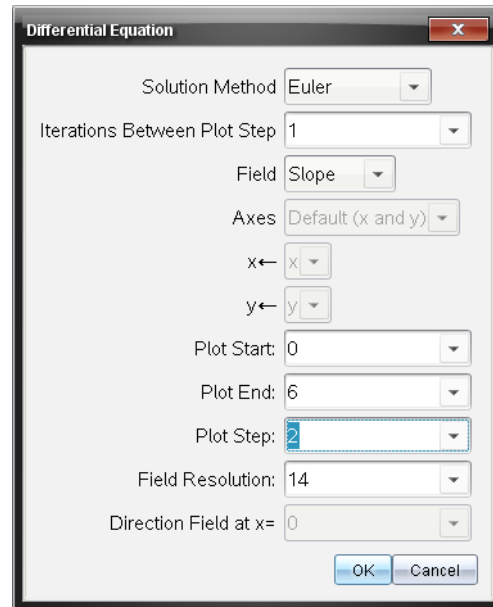 Differential Equation
Solution Method Euler
Iterations Between Plot Step 1
Field Slope
Axes Default (x and y)
x← x
y← y
Plot Start: 0
Plot End: 6
Plot Step: 2
Field Resolution: 14
Direction Field at x= 0
OK Cancel